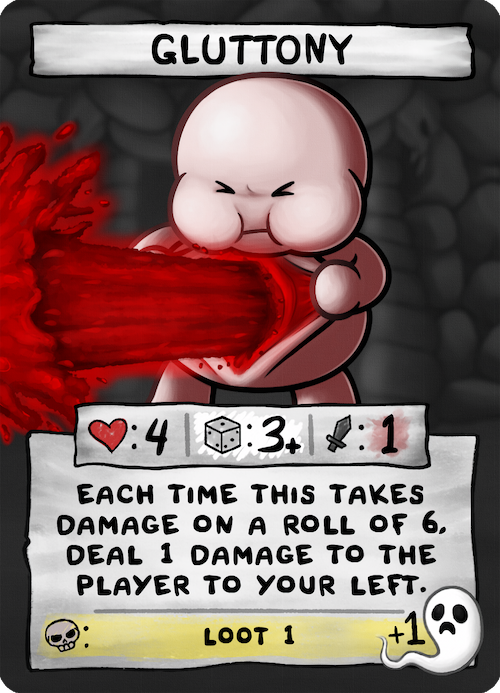 GLUTTONY
:4 :3+ :1
EACH TIME THIS TAKES
DAMAGE ON A ROLL OF 6,
DEAL 1 DAMAGE TO THE
PLAYER TO YOUR LEFT.
: LOOT 1 +1